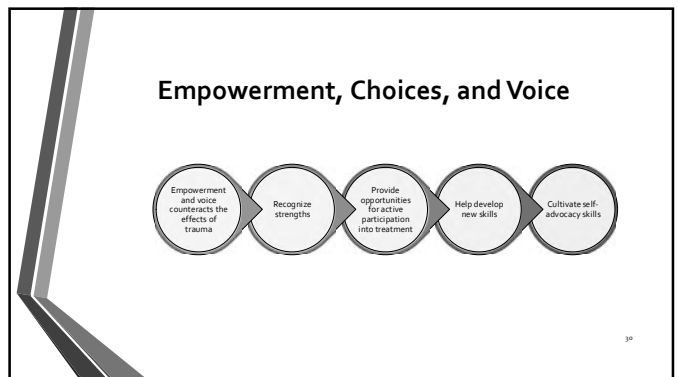 Empowerment, Choices, and Voice
Empowerment
and voice
counteracts the
effects of
trauma
Recognize
strengths
Provide
opportunities
for active
participation
into treatment
Help develop
new skills
Cultivate self-
advocacy skills
30